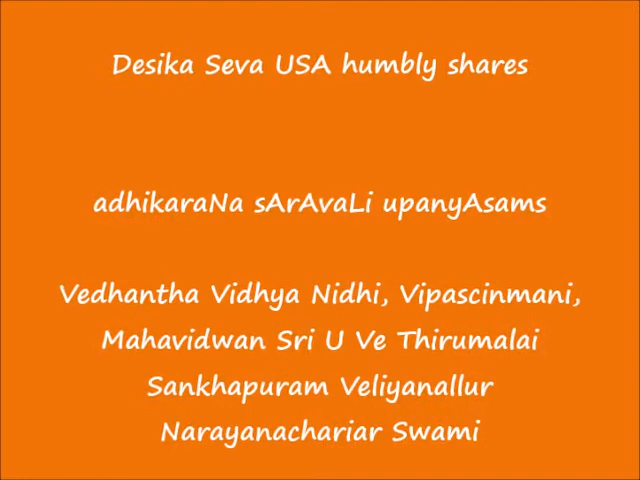 Desika Seva USA humbly shares
adhikaraNa sArAvaLi upanyAsams
Vedhantha Vidhya Nidhi, Vipascinmani,
Mahavidwan Sri U Ve Thirumalai
Sankhapuram Veliyanallur
Narayanachariar Swami